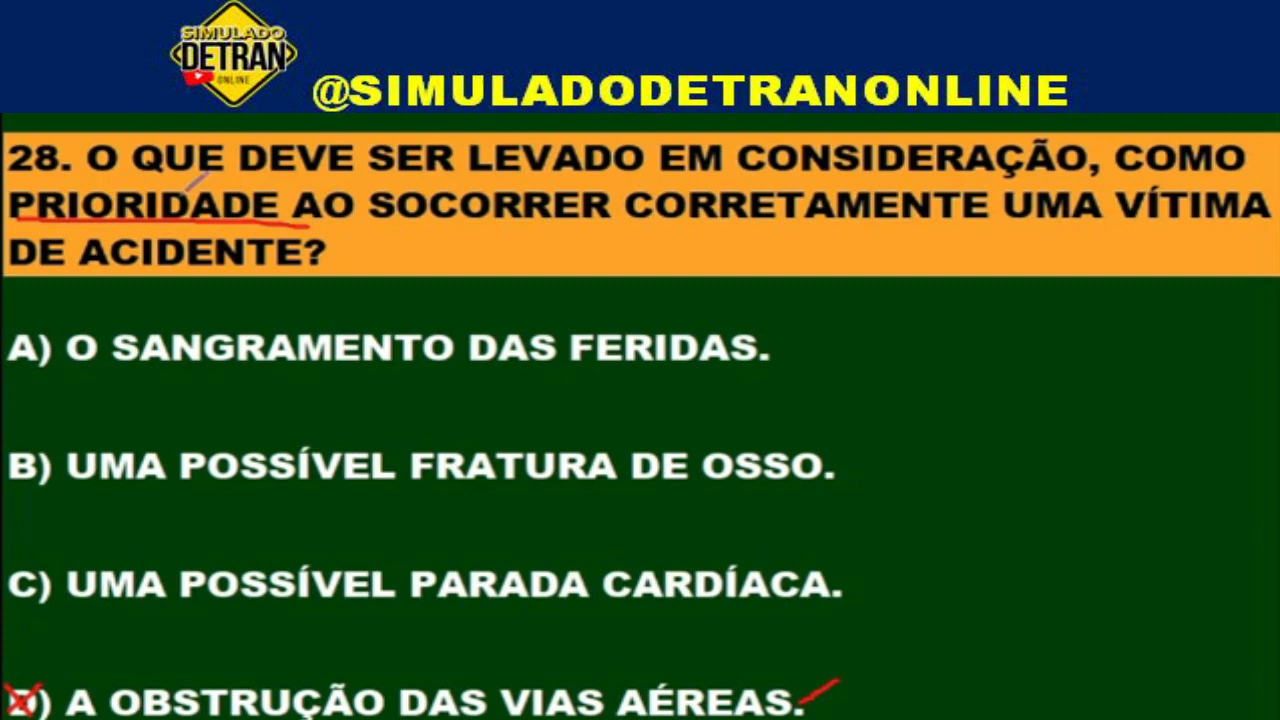 SIMULADO
DETRAN
ONLINE
@SIMULADODETRANONLINE
28. O QUE DEVE SER LEVADO EM CONSIDERAÇÃO, COMO
PRIORIDADE AO SOCORRER CORRETAMENTE UMA VÍTIMA
DE ACIDENTE?
A) O SANGRAMENTO DAS FERIDAS.
B) UMA POSSÍVEL FRATURA DE OSSO.
C) UMA POSSÍVEL PARADA CARDÍACA.
D) A OBSTRUÇÃO DAS VIAS AÉREAS.